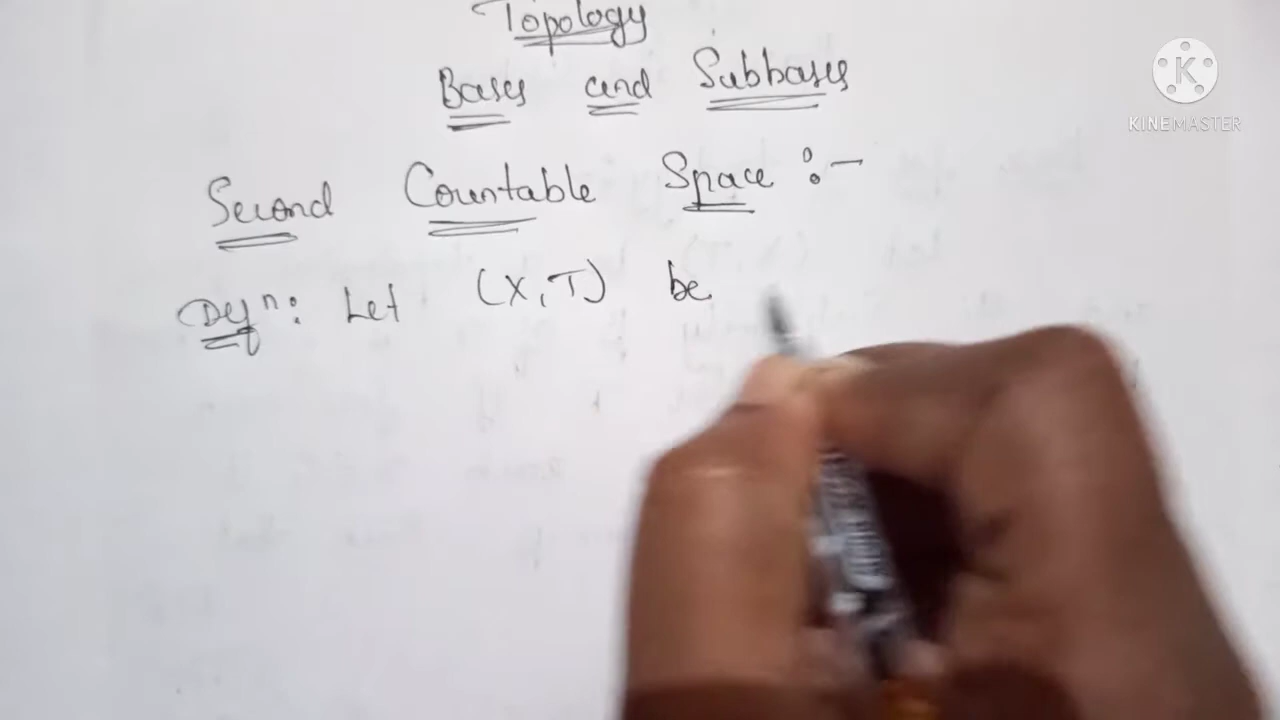 Topology
Bases and Subbases
Second Countable Space :-
Defⁿ: Let (X,T) be
K
KINEMASTER